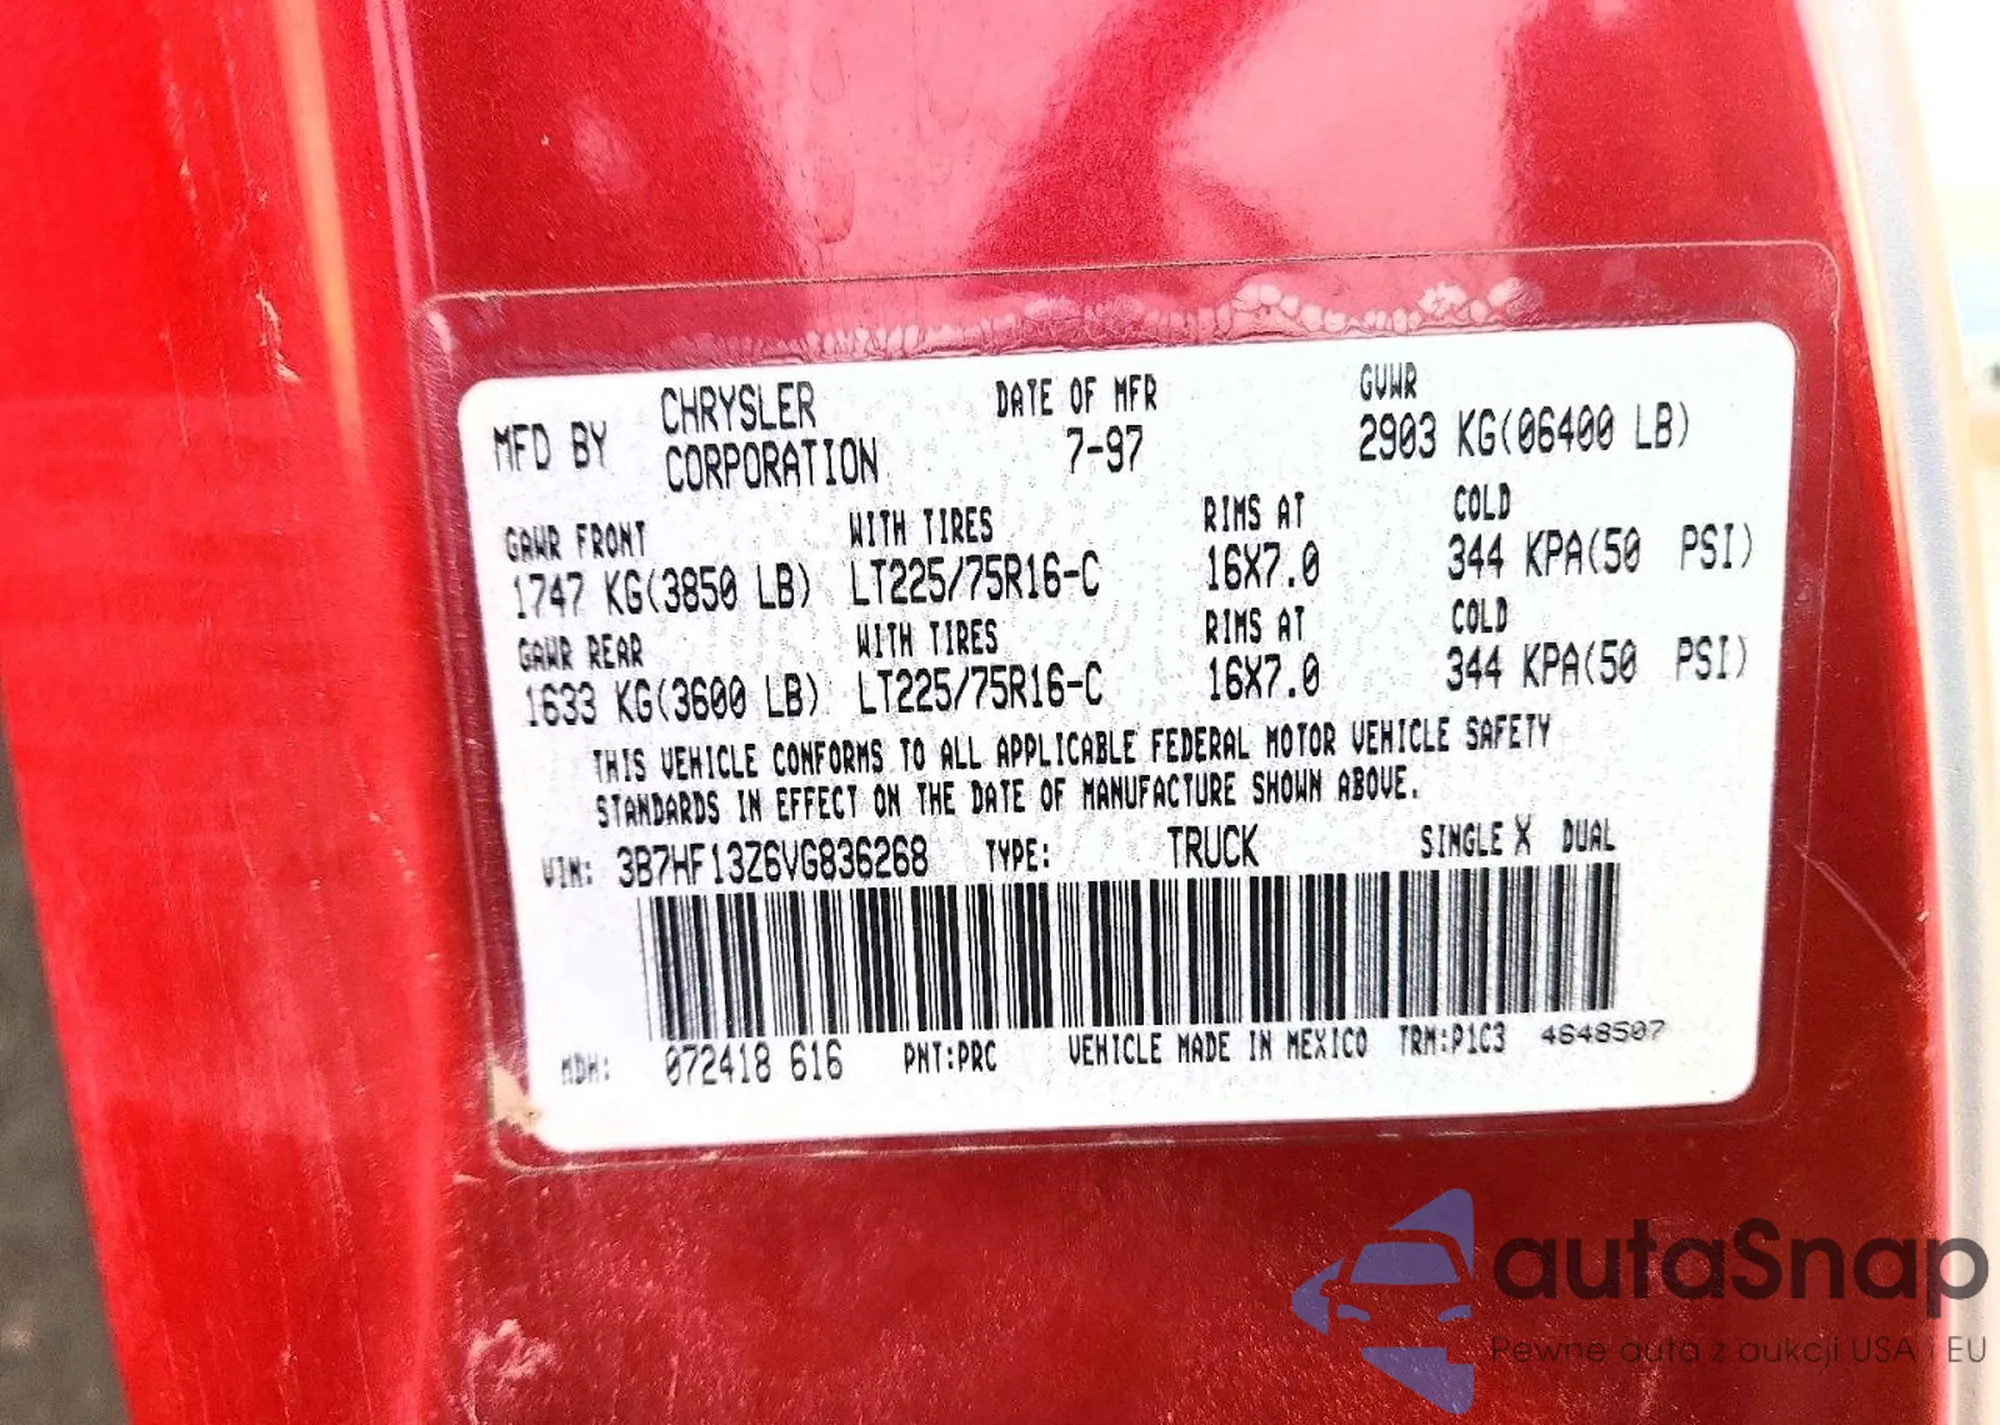 MFD BY CHRYSLER CORPORATION DATE OF MFR 7-97 GVWR 2903 KG(06400 LB)
GAWR FRONT WITH TIRES RIMS AT COLD
1747 KG(3850 LB) LT225/75R16-C 16X7.0 344 KPA(50 PSI)
GAWR REAR WITH TIRES RIMS AT COLD
1633 KG(3600 LB) LT225/75R16-C 16X7.0 344 KPA(50 PSI)
THIS VEHICLE CONFORMS TO ALL APPLICABLE FEDERAL MOTOR VEHICLE SAFETY
STANDARDS IN EFFECT ON THE DATE OF MANUFACTURE SHOWN ABOVE.
VIN: 3B7HF13Z6VG836268 TYPE: TRUCK SINGLE X DUAL
MDH: 072418 616 PNT:PRC VEHICLE MADE IN MEXICO TRM:P1C3 4648507
autaSnap
Pewne auta z aukcji USA i EU